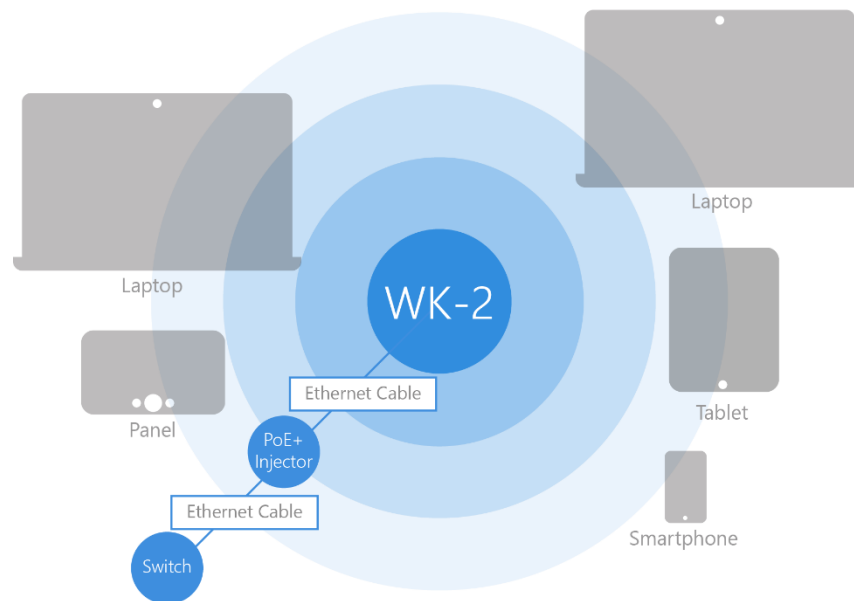 Laptop
Laptop
WK-2
Ethernet Cable
Panel
Tablet
PoE+
Injector
Ethernet Cable
Smartphone
Switch